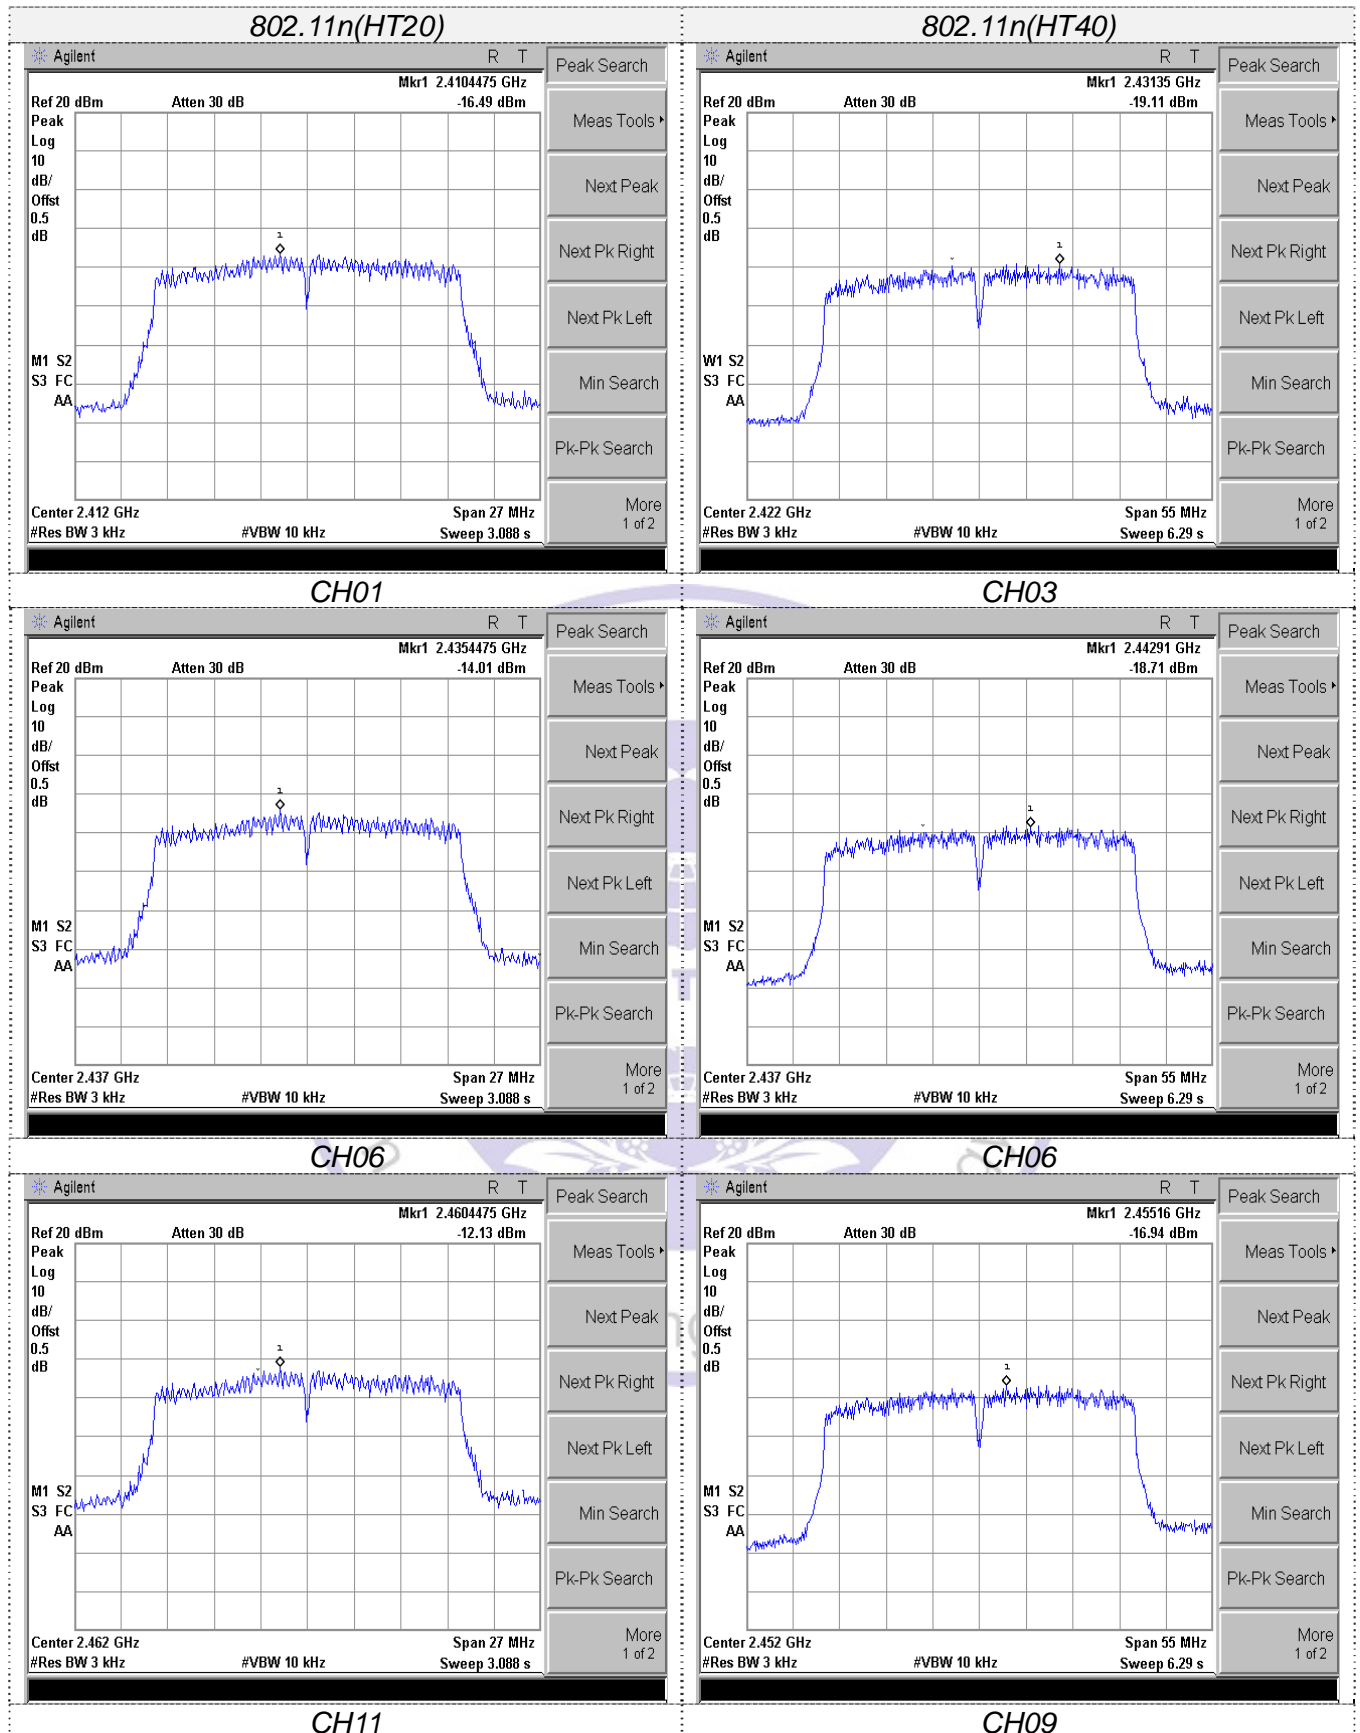 802.11n(HT20)
802.11n(HT40)
Agilent
R T
Peak Search
Mkr1 2.4104475 GHz
Ref 20 dBm
Atten 30 dB
-16.49 dBm
Peak
Log
10
dB/
Offst
0.5
dB
1
M1 S2
S3 FC
AA
Center 2.412 GHz
Span 27 MHz
#Res BW 3 kHz
#VBW 10 kHz
Sweep 3.088 s
Meas Tools
Next Peak
Next Pk Right
Next Pk Left
Min Search
Pk-Pk Search
More
1 of 2
Agilent
R T
Peak Search
Mkr1 2.43135 GHz
Ref 20 dBm
Atten 30 dB
-19.11 dBm
Peak
Log
10
dB/
Offst
0.5
dB
1
W1 S2
S3 FC
AA
Center 2.422 GHz
Span 55 MHz
#Res BW 3 kHz
#VBW 10 kHz
Sweep 6.29 s
Meas Tools
Next Peak
Next Pk Right
Next Pk Left
Min Search
Pk-Pk Search
More
1 of 2
CH01
CH03
Agilent
R T
Peak Search
Mkr1 2.4354475 GHz
Ref 20 dBm
Atten 30 dB
-14.01 dBm
Peak
Log
10
dB/
Offst
0.5
dB
1
M1 S2
S3 FC
AA
Center 2.437 GHz
Span 27 MHz
#Res BW 3 kHz
#VBW 10 kHz
Sweep 3.088 s
Meas Tools
Next Peak
Next Pk Right
Next Pk Left
Min Search
Pk-Pk Search
More
1 of 2
Agilent
R T
Peak Search
Mkr1 2.44291 GHz
Ref 20 dBm
Atten 30 dB
-18.71 dBm
Peak
Log
10
dB/
Offst
0.5
dB
1
M1 S2
S3 FC
AA
Center 2.437 GHz
Span 55 MHz
#Res BW 3 kHz
#VBW 10 kHz
Sweep 6.29 s
Meas Tools
Next Peak
Next Pk Right
Next Pk Left
Min Search
Pk-Pk Search
More
1 of 2
CH06
CH06
Agilent
R T
Peak Search
Mkr1 2.4604475 GHz
Ref 20 dBm
Atten 30 dB
-12.13 dBm
Peak
Log
10
dB/
Offst
0.5
dB
1
M1 S2
S3 FC
AA
Center 2.462 GHz
Span 27 MHz
#Res BW 3 kHz
#VBW 10 kHz
Sweep 3.088 s
Meas Tools
Next Peak
Next Pk Right
Next Pk Left
Min Search
Pk-Pk Search
More
1 of 2
Agilent
R T
Peak Search
Mkr1 2.45516 GHz
Ref 20 dBm
Atten 30 dB
-16.94 dBm
Peak
Log
10
dB/
Offst
0.5
dB
1
M1 S2
S3 FC
AA
Center 2.452 GHz
Span 55 MHz
#Res BW 3 kHz
#VBW 10 kHz
Sweep 6.29 s
Meas Tools
Next Peak
Next Pk Right
Next Pk Left
Min Search
Pk-Pk Search
More
1 of 2
CH11
CH09